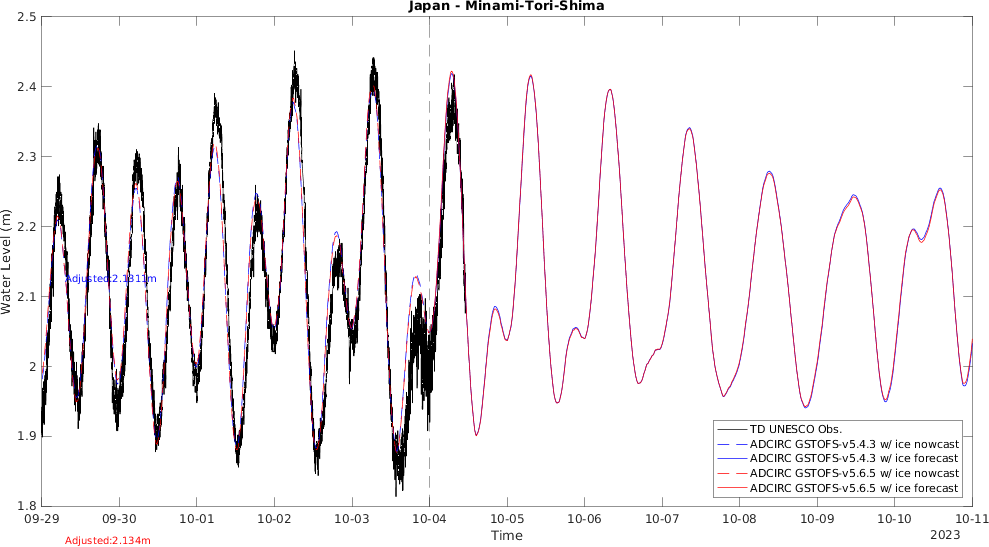 Japan - Minami-Tori-Shima
2.5
2.4
2.3
2.2
2.1
2
1.9
1.8
Water Level (m)
Adjusted:2.1311m
TD UNESCO Obs.
ADCIRC GSTOFS-v5.4.3 w/ ice nowcast
ADCIRC GSTOFS-v5.4.3 w/ ice forecast
ADCIRC GSTOFS-v5.6.5 w/ ice nowcast
ADCIRC GSTOFS-v5.6.5 w/ ice forecast
09-29 09-30 10-01 10-02 10-03 10-04 10-05 10-06 10-07 10-08 10-09 10-10 10-11
Time
2023
Adjusted:2.134m